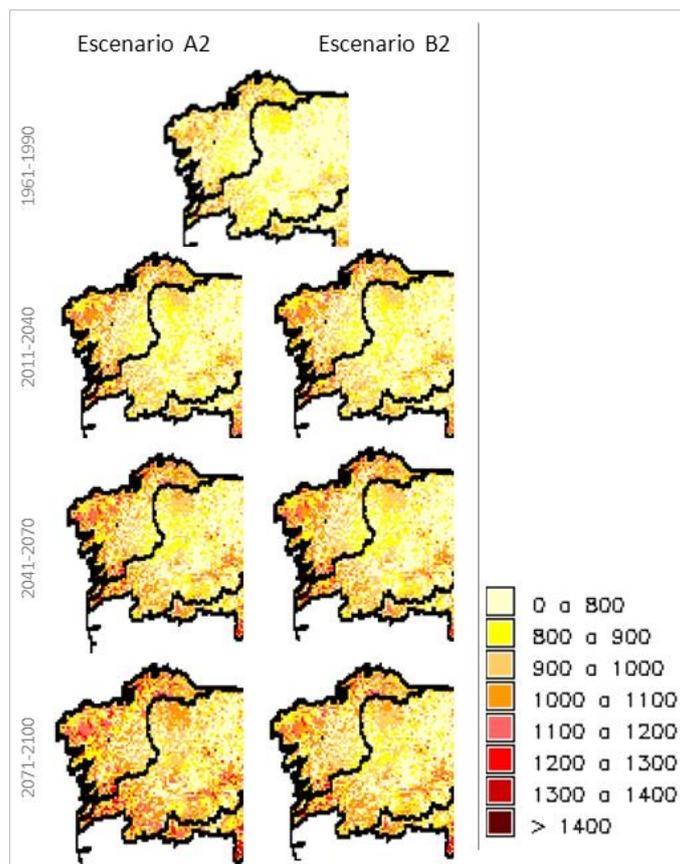 Escenario A2
Escenario B2
1961-1990
2011-2040
2041-2070
2071-2100
0 a 800
800 a 900
900 a 1000
1000 a 1100
1100 a 1200
1200 a 1300
1300 a 1400
> 1400